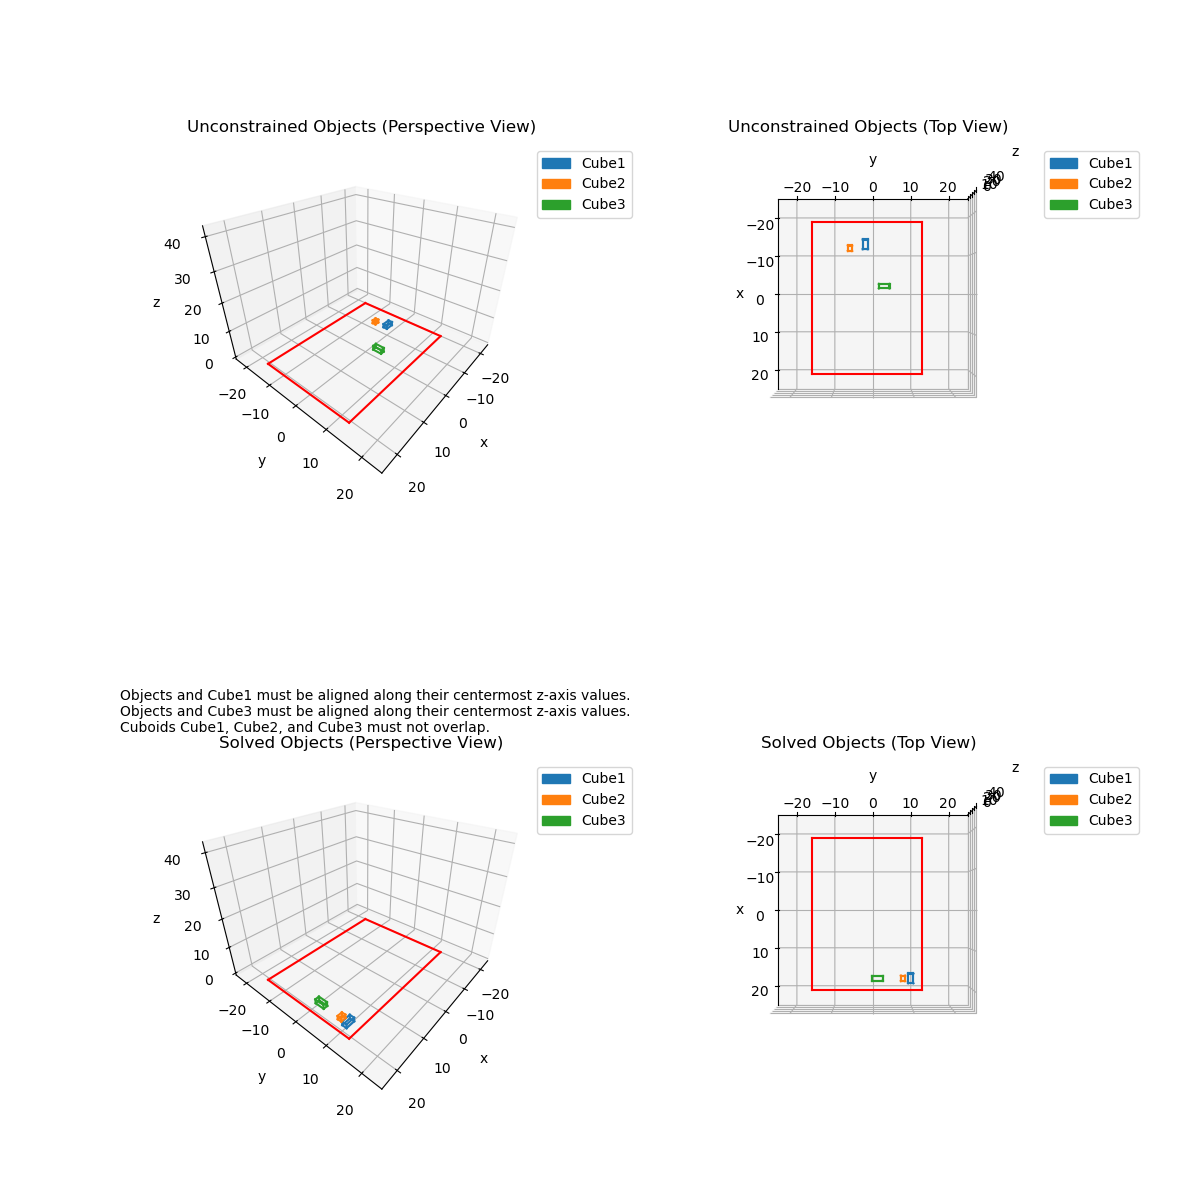 Unconstrained Objects (Perspective View)
Cube1
Cube2
Cube3
40
30
20
10
0
z
−20
−10
0
10
20
y
−20
−10
0
10
20
x
Unconstrained Objects (Top View)
y
z
−20 −10 0 10 20
Cube1
Cube2
Cube3
−20
−10
0
10
20
x
Objects and Cube1 must be aligned along their centermost z-axis values.
Objects and Cube3 must be aligned along their centermost z-axis values.
Cuboids Cube1, Cube2, and Cube3 must not overlap.
Solved Objects (Perspective View)
Cube1
Cube2
Cube3
40
30
20
10
0
z
−20
−10
0
10
20
y
−20
−10
0
10
20
x
Solved Objects (Top View)
y
z
−20 −10 0 10 20
Cube1
Cube2
Cube3
−20
−10
0
10
20
x